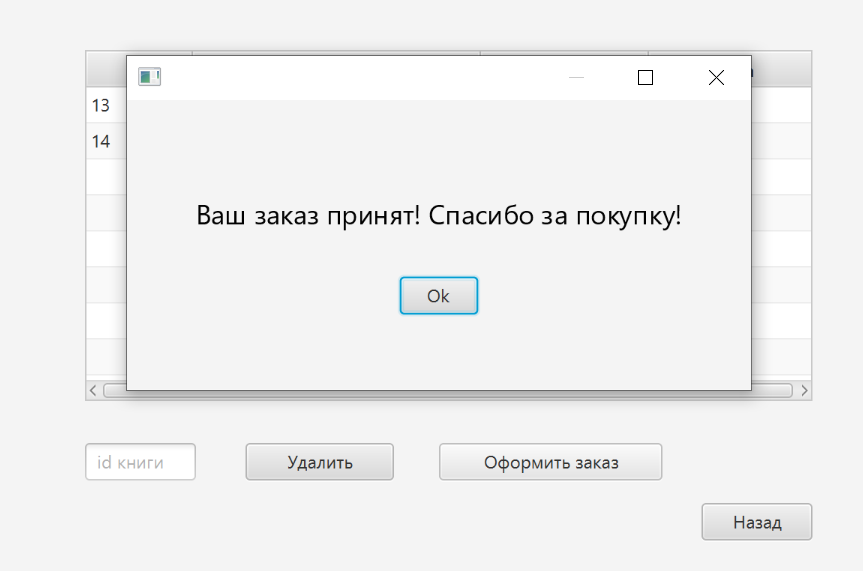 13
14
Ваш заказ принят! Спасибо за покупку!
Ok
id книги
Удалить
Оформить заказ
Назад